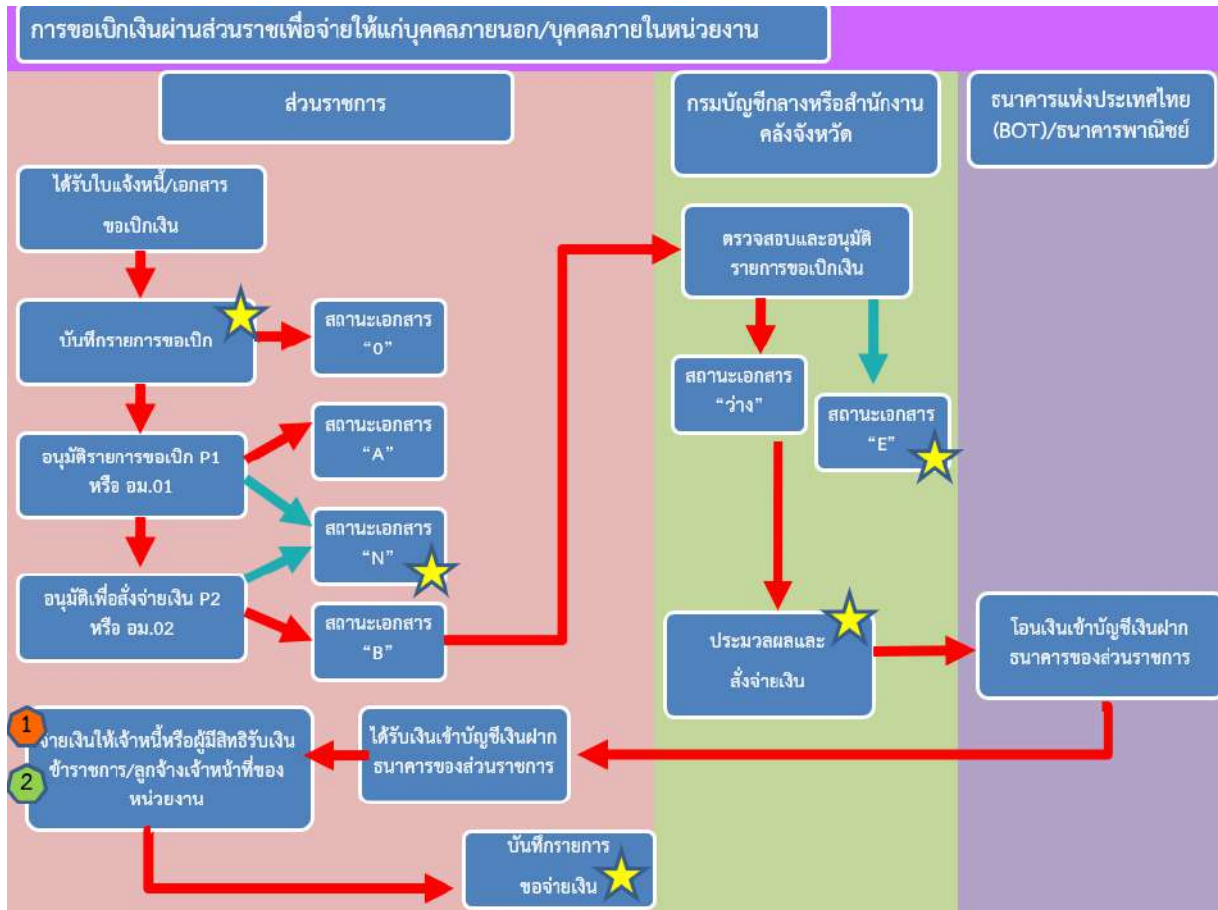 การขอเบิกเงินผ่านส่วนราชเพื่อจ่ายให้แก่บุคคลภายนอก/บุคคลภายในหน่วยงาน
ส่วนราชการ
กรมบัญชีกลางหรือสำนักงาน
คลังจังหวัด
ธนาคารแห่งประเทศไทย
(BOT)/ธนาคารพาณิชย์
ได้รับใบแจ้งหนี้/เอกสาร
ขอเบิกเงิน
บันทึกรายการขอเบิก
สถานะเอกสาร
“0”
อนุมัติรายการขอเบิก P1
หรือ อม.01
สถานะเอกสาร
“A”
สถานะเอกสาร
“N”
อนุมัติเพื่อสั่งจ่ายเงิน P2
หรือ อม.02
สถานะเอกสาร
“B”
ตรวจสอบและอนุมัติ
รายการขอเบิกเงิน
สถานะเอกสาร
“ว่าง”
สถานะเอกสาร
“E”
ประมวลผลและ
สั่งจ่ายเงิน
โอนเงินเข้าบัญชีเงินฝาก
ธนาคารของส่วนราชการ
ได้รับเงินเข้าบัญชีเงินฝาก
ธนาคารของส่วนราชการ
1
2
จ่ายเงินให้เจ้าหนี้หรือผู้มีสิทธิรับเงิน
ข้าราชการ/ลูกจ้างเจ้าหน้าที่ของ
หน่วยงาน
บันทึกรายการ
ขอจ่ายเงิน